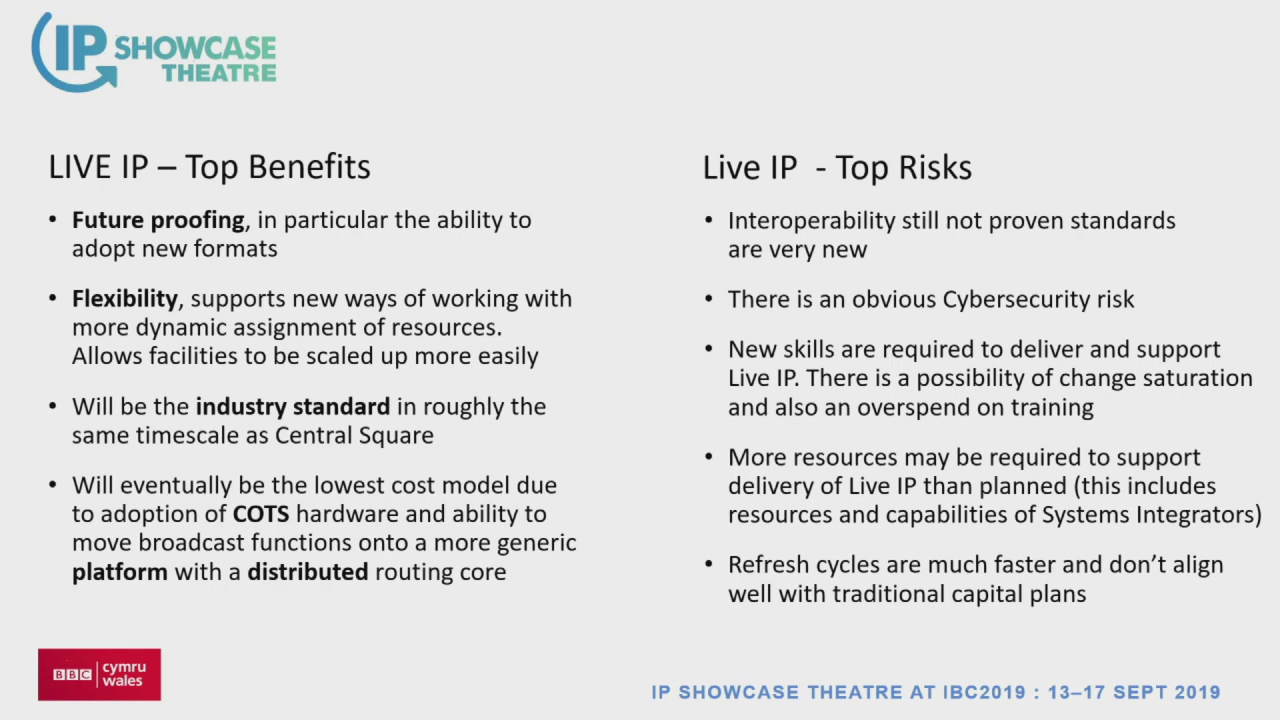 IP SHOWCASE
THEATRE
LIVE IP – Top Benefits
• Future proofing, in particular the ability to
adopt new formats
• Flexibility, supports new ways of working with
more dynamic assignment of resources.
Allows facilities to be scaled up more easily
• Will be the industry standard in roughly the
same timescale as Central Square
• Will eventually be the lowest cost model due
to adoption of COTS hardware and ability to
move broadcast functions onto a more generic
platform with a distributed routing core
Live IP - Top Risks
• Interoperability still not proven standards
are very new
• There is an obvious Cybersecurity risk
• New skills are required to deliver and support
Live IP. There is a possibility of change saturation
and also an overspend on training
• More resources may be required to support
delivery of Live IP than planned (this includes
resources and capabilities of Systems Integrators)
• Refresh cycles are much faster and don’t align
well with traditional capital plans
BBC cymru
wales
IP SHOWCASE THEATRE AT IBC2019 : 13–17 SEPT 2019